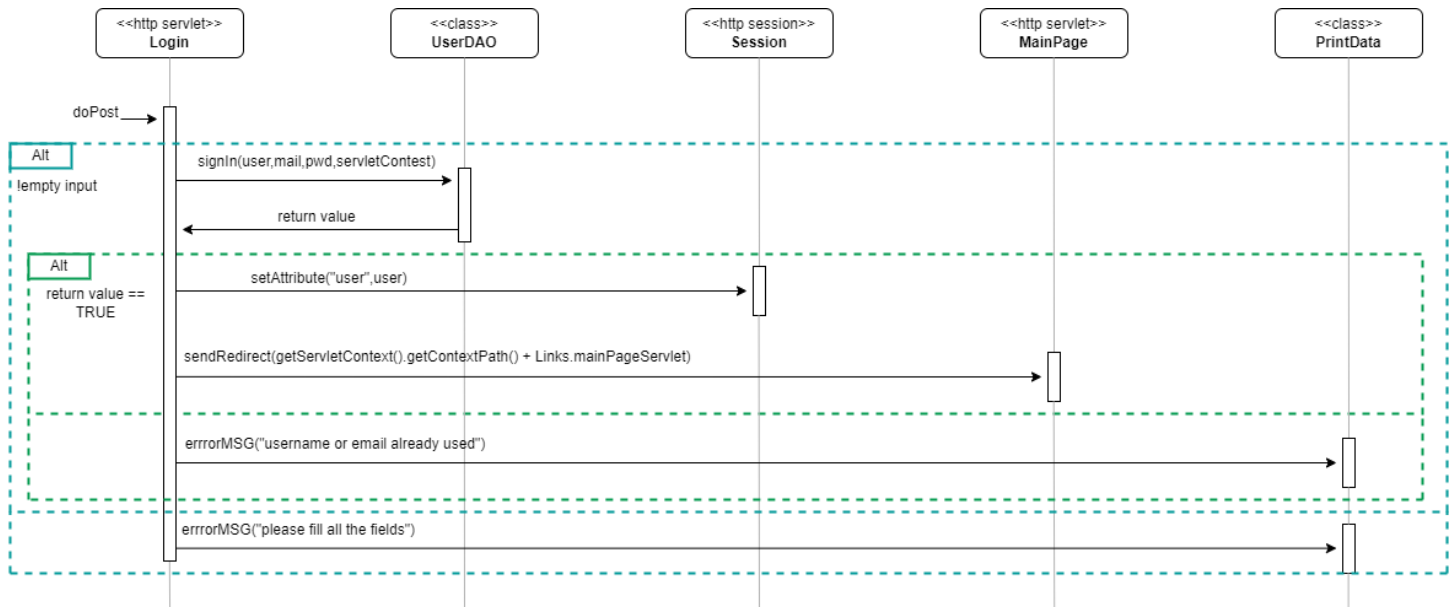 <<http servlet>>
Login
<<class>>
UserDAO
<<http session>>
Session
<<http servlet>>
MainPage
<<class>>
PrintData
doPost
Alt
!empty input
signIn(user,mail,pwd,servletContest)
return value
Alt
return value ==
TRUE
setAttribute("user",user)
sendRedirect(getServletContext().getContextPath() + Links.mainPageServlet)
errrorMSG("username or email already used")
errrorMSG("please fill all the fields")